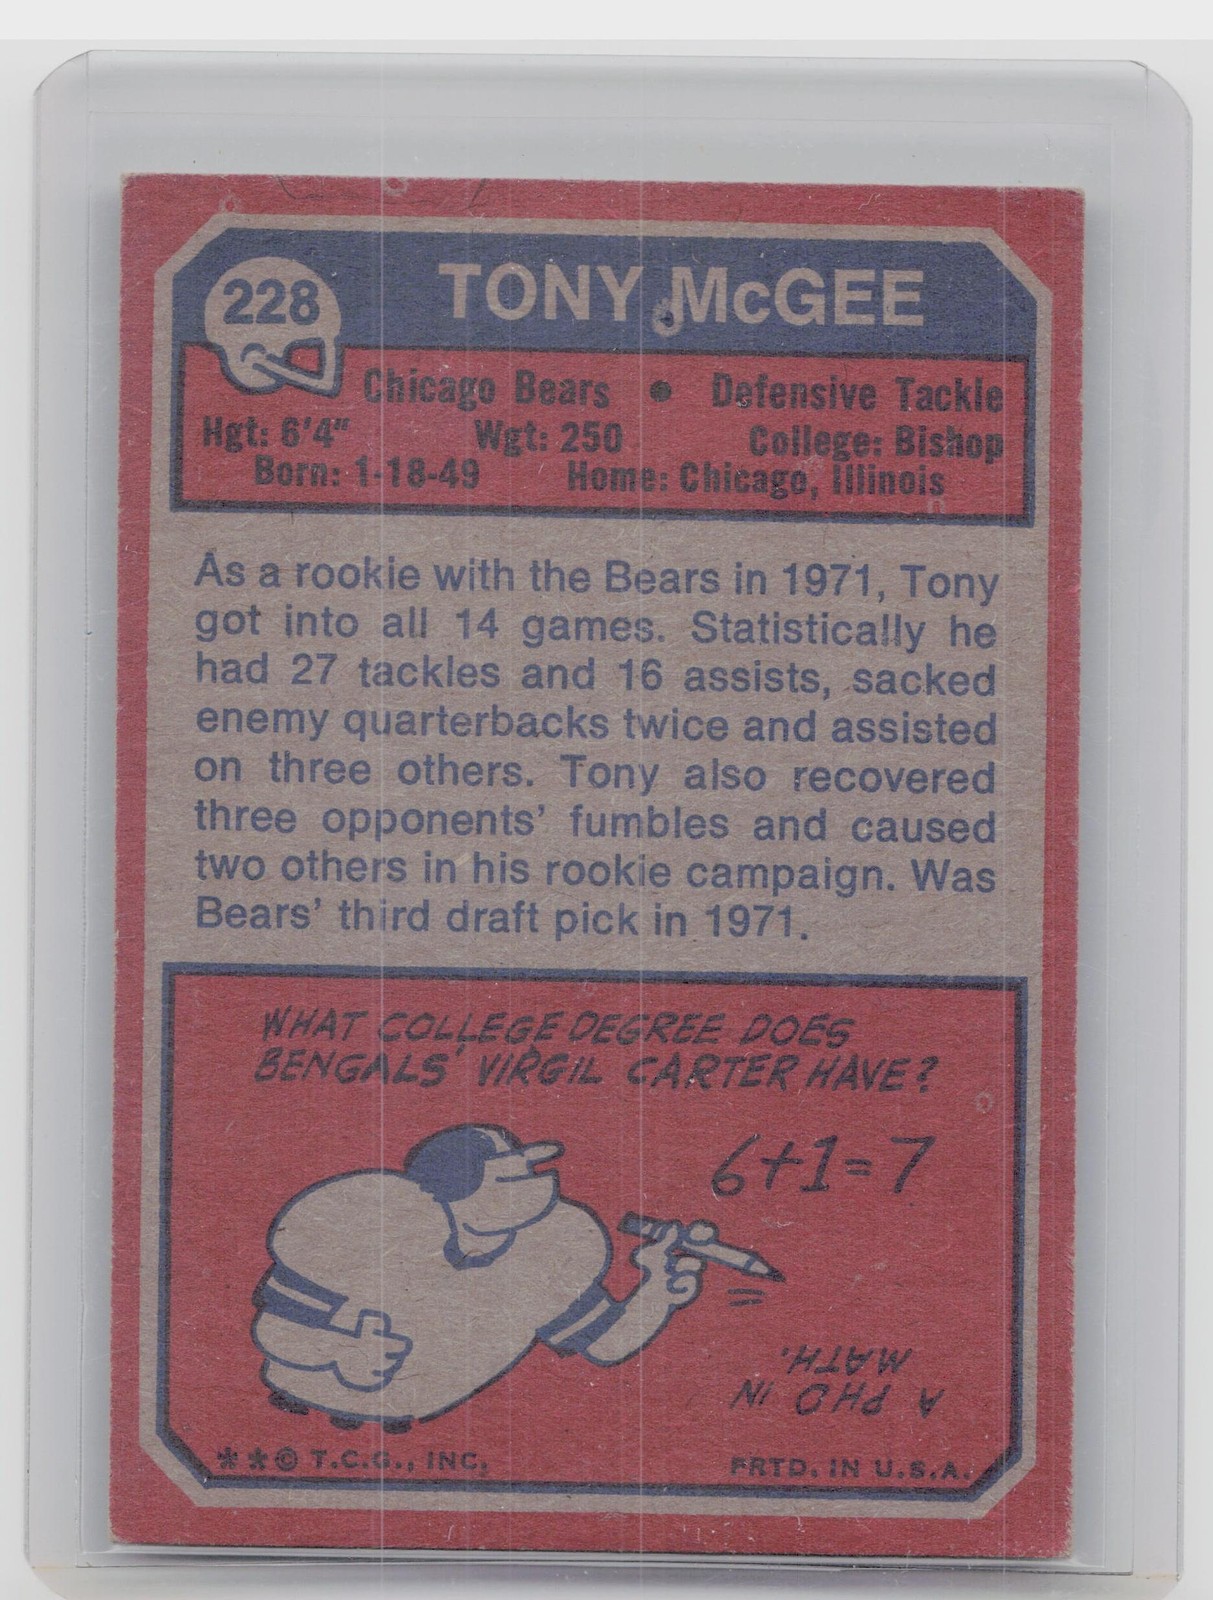 228
TONY McGEE
Chicago Bears • Defensive Tackle
Hgt: 6'4" Wgt: 250 College: Bishop
Born: 1-18-49 Home: Chicago, Illinois
As a rookie with the Bears in 1971, Tony
got into all 14 games. Statistically he
had 27 tackles and 16 assists, sacked
enemy quarterbacks twice and assisted
on three others. Tony also recovered
three opponents' fumbles and caused
two others in his rookie campaign. Was
Bears' third draft pick in 1971.
WHAT COLLEGE DEGREE DOES
BENGALS' VIRGIL CARTER HAVE?
6+1=7
A PHD IN
MATH.
**© T.C.G., INC. PRTD. IN U.S.A.